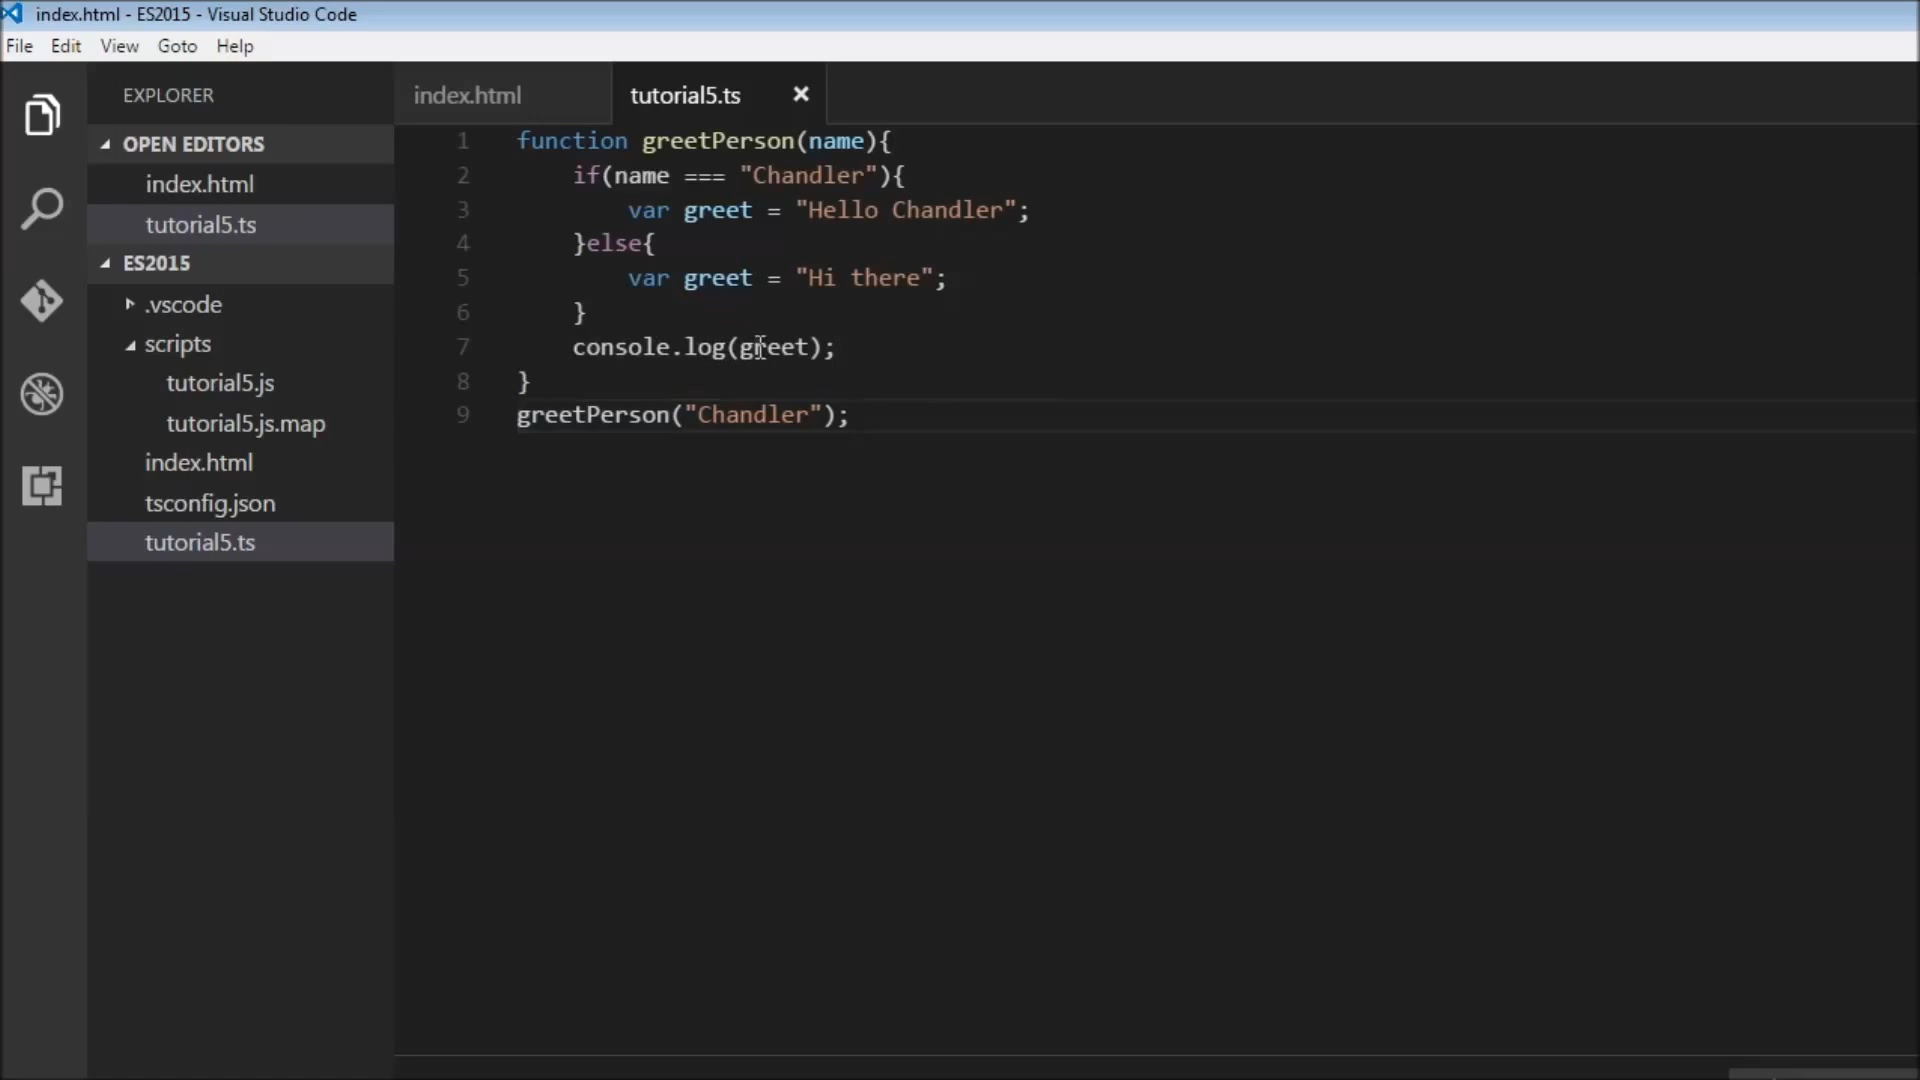 index.html - ES2015 - Visual Studio Code
File Edit View Goto Help
EXPLORER
OPEN EDITORS
index.html
tutorial5.ts
ES2015
.vscode
scripts
tutorial5.js
tutorial5.js.map
index.html
tsconfig.json
tutorial5.ts
index.html tutorial5.ts
1 function greetPerson(name){
2 if(name === "Chandler"){
3 var greet = "Hello Chandler";
4 }else{
5 var greet = "Hi there";
6 }
7 console.log(greet);
8 }
9 greetPerson("Chandler");